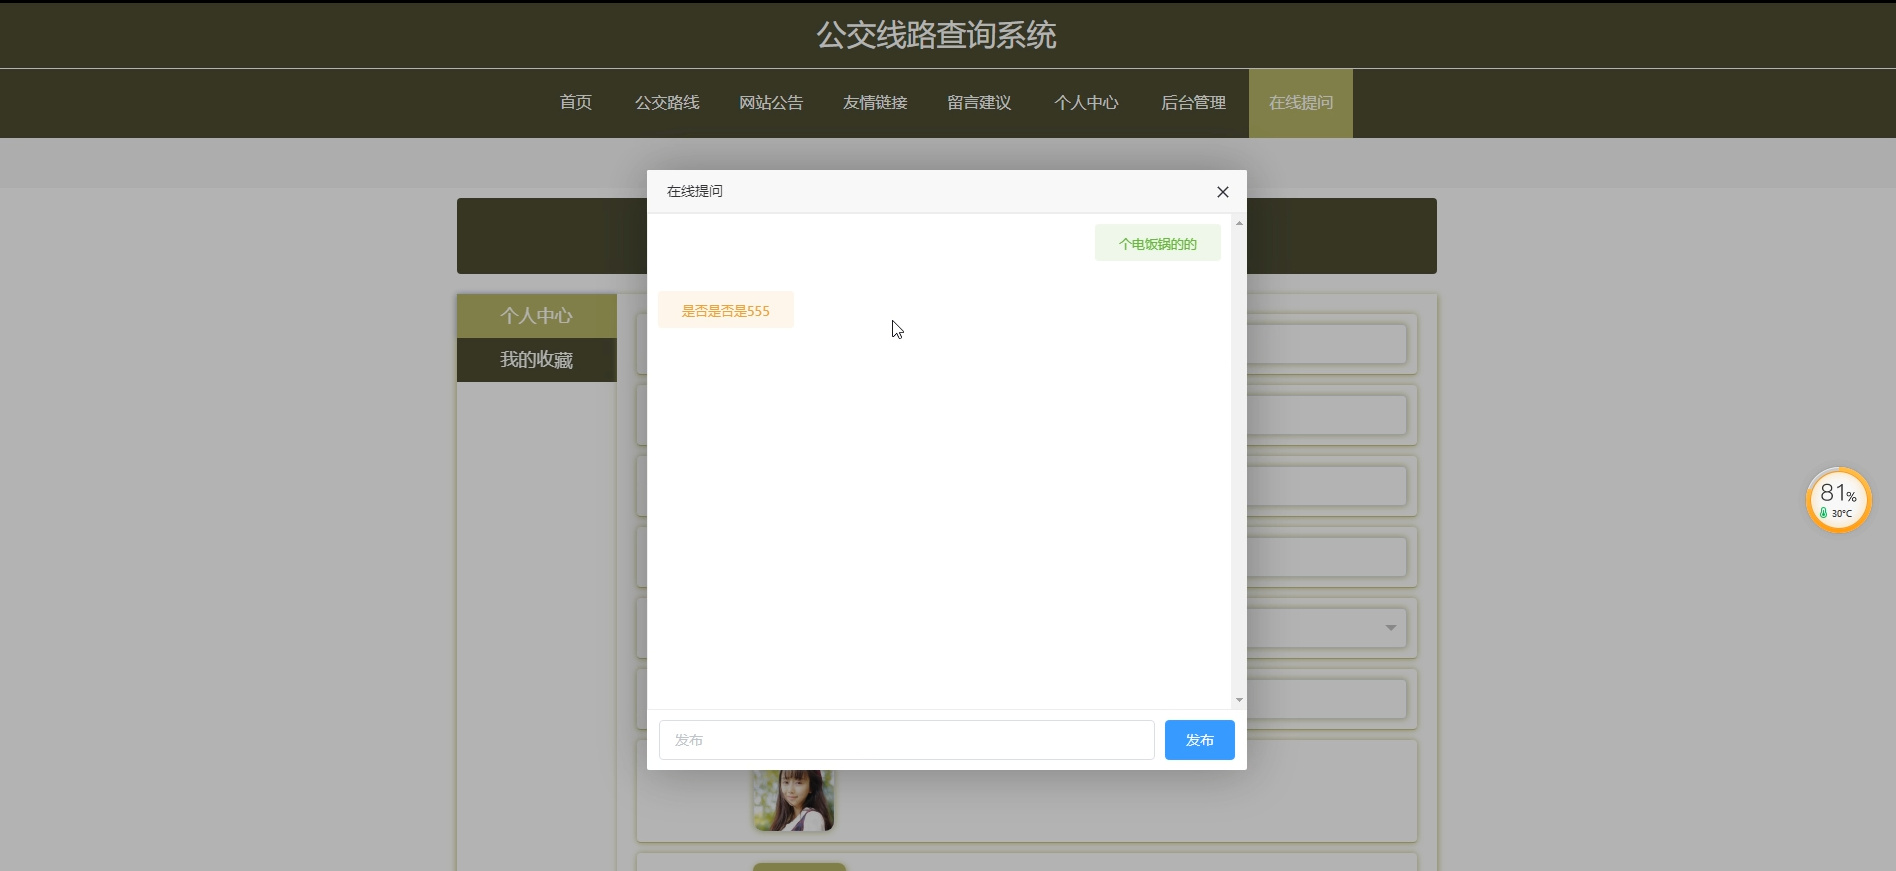 公交线路查询系统
首页 公交路线 网站公告 友情链接 留言建议 个人中心 后台管理 在线提问
在线提问
个电饭锅的的
是否是否是555
个人中心
我的收藏
81%
30°C
发布 发布